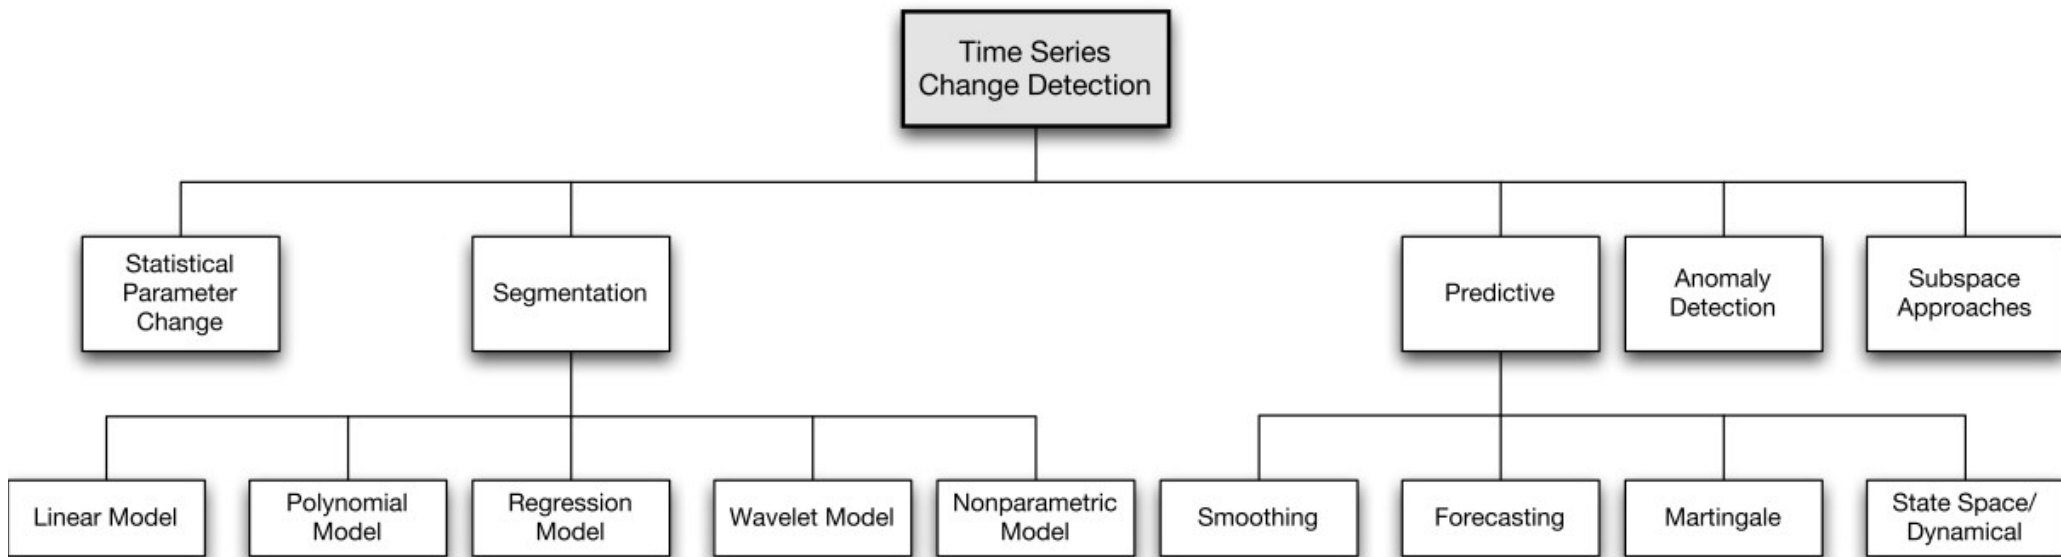 Time Series
Change Detection
Statistical
Parameter
Change
Segmentation
Predictive
Anomaly
Detection
Subspace
Approaches
Linear Model
Polynomial
Model
Regression
Model
Wavelet Model
Nonparametric
Model
Smoothing
Forecasting
Martingale
State Space/
Dynamical